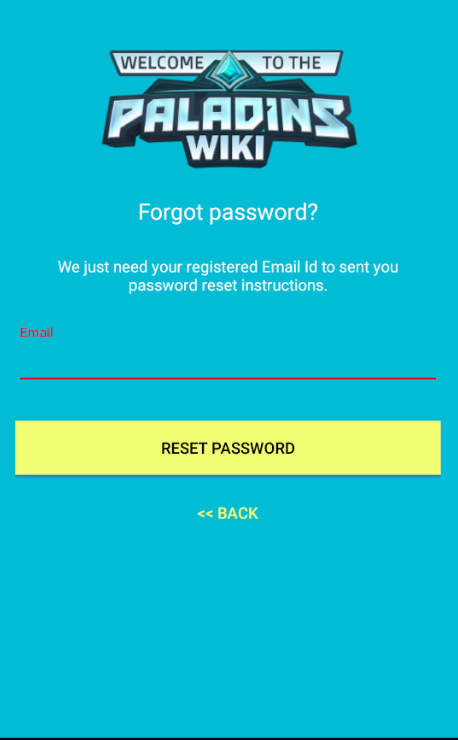 WELCOME TO THE
PALADINS
WIKI
Forgot password?
We just need your registered Email Id to sent you
password reset instructions.
Email
RESET PASSWORD
<< BACK